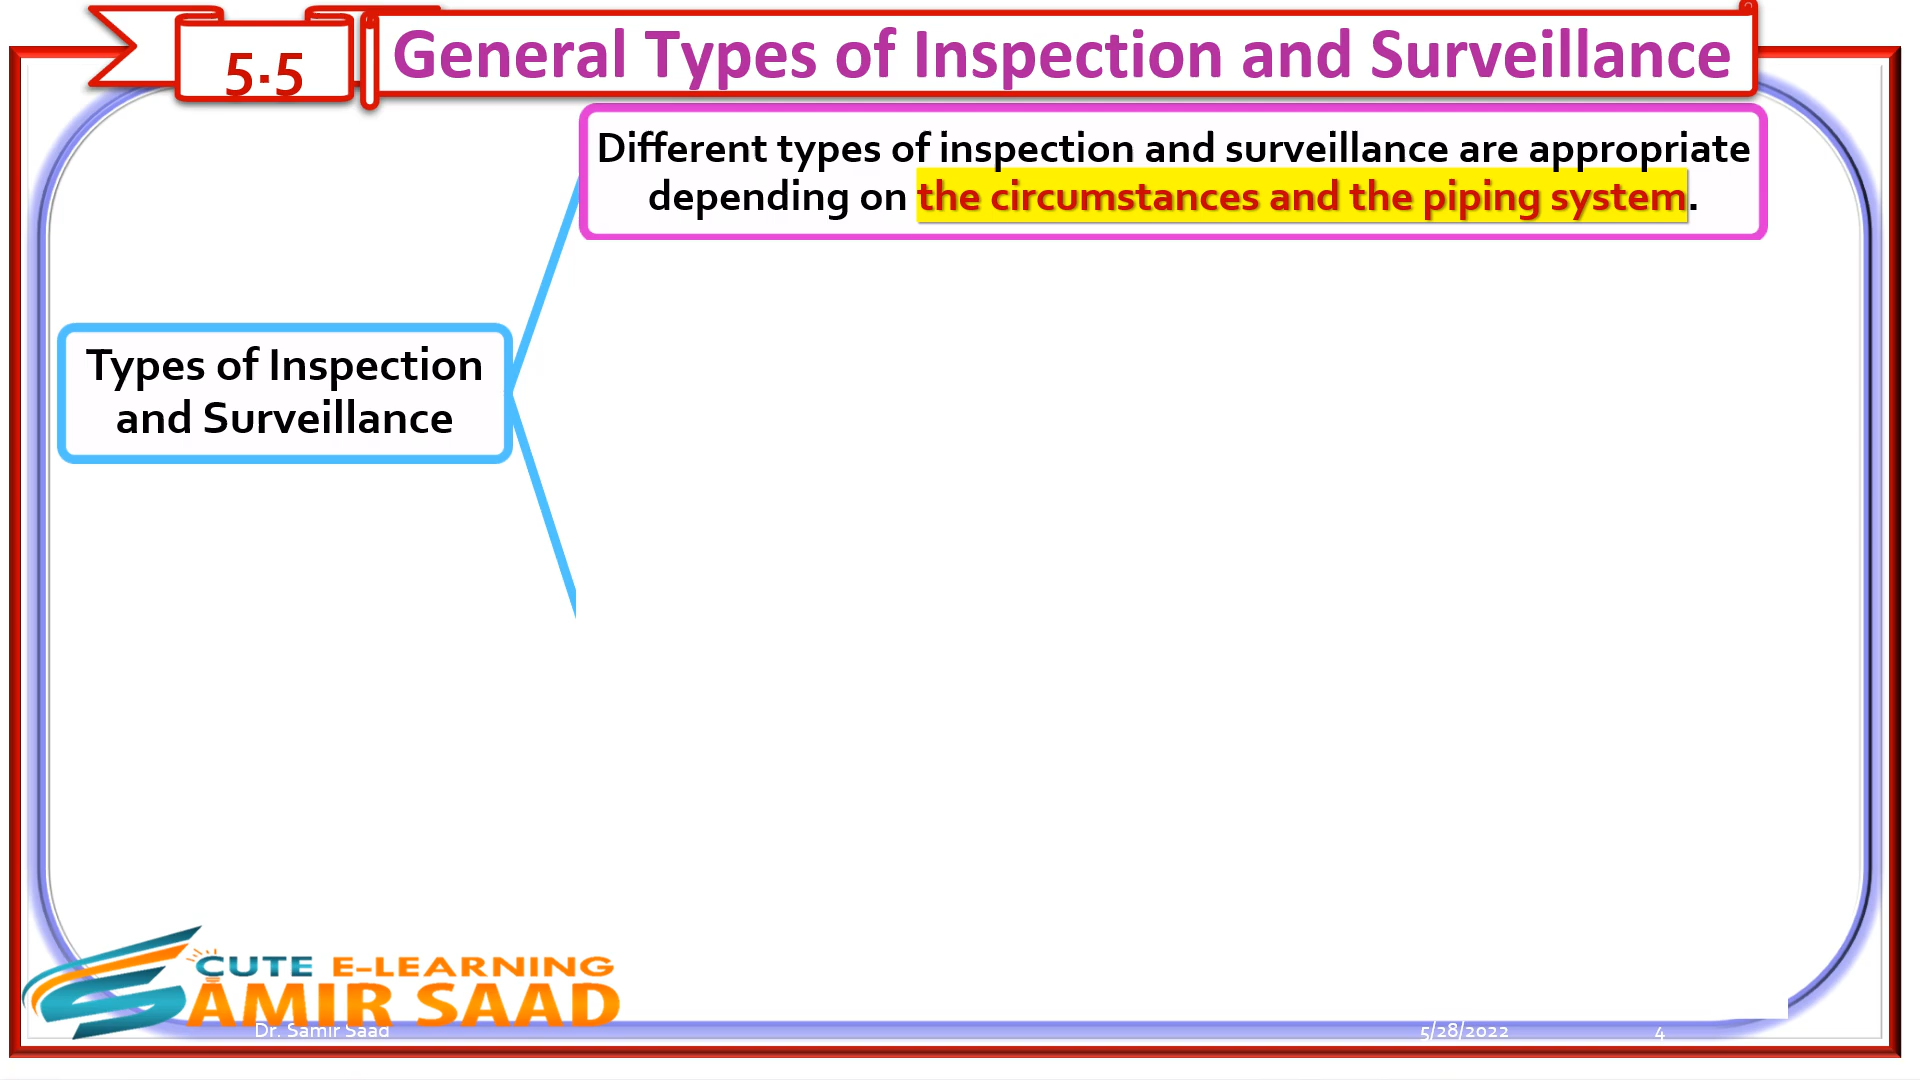 5.5
General Types of Inspection and Surveillance
Different types of inspection and surveillance are appropriate
depending on the circumstances and the piping system.
Types of Inspection
and Surveillance
CUTE E-LEARNING
SAMIR SAAD
Dr. Samir Saad
5/28/2022
4